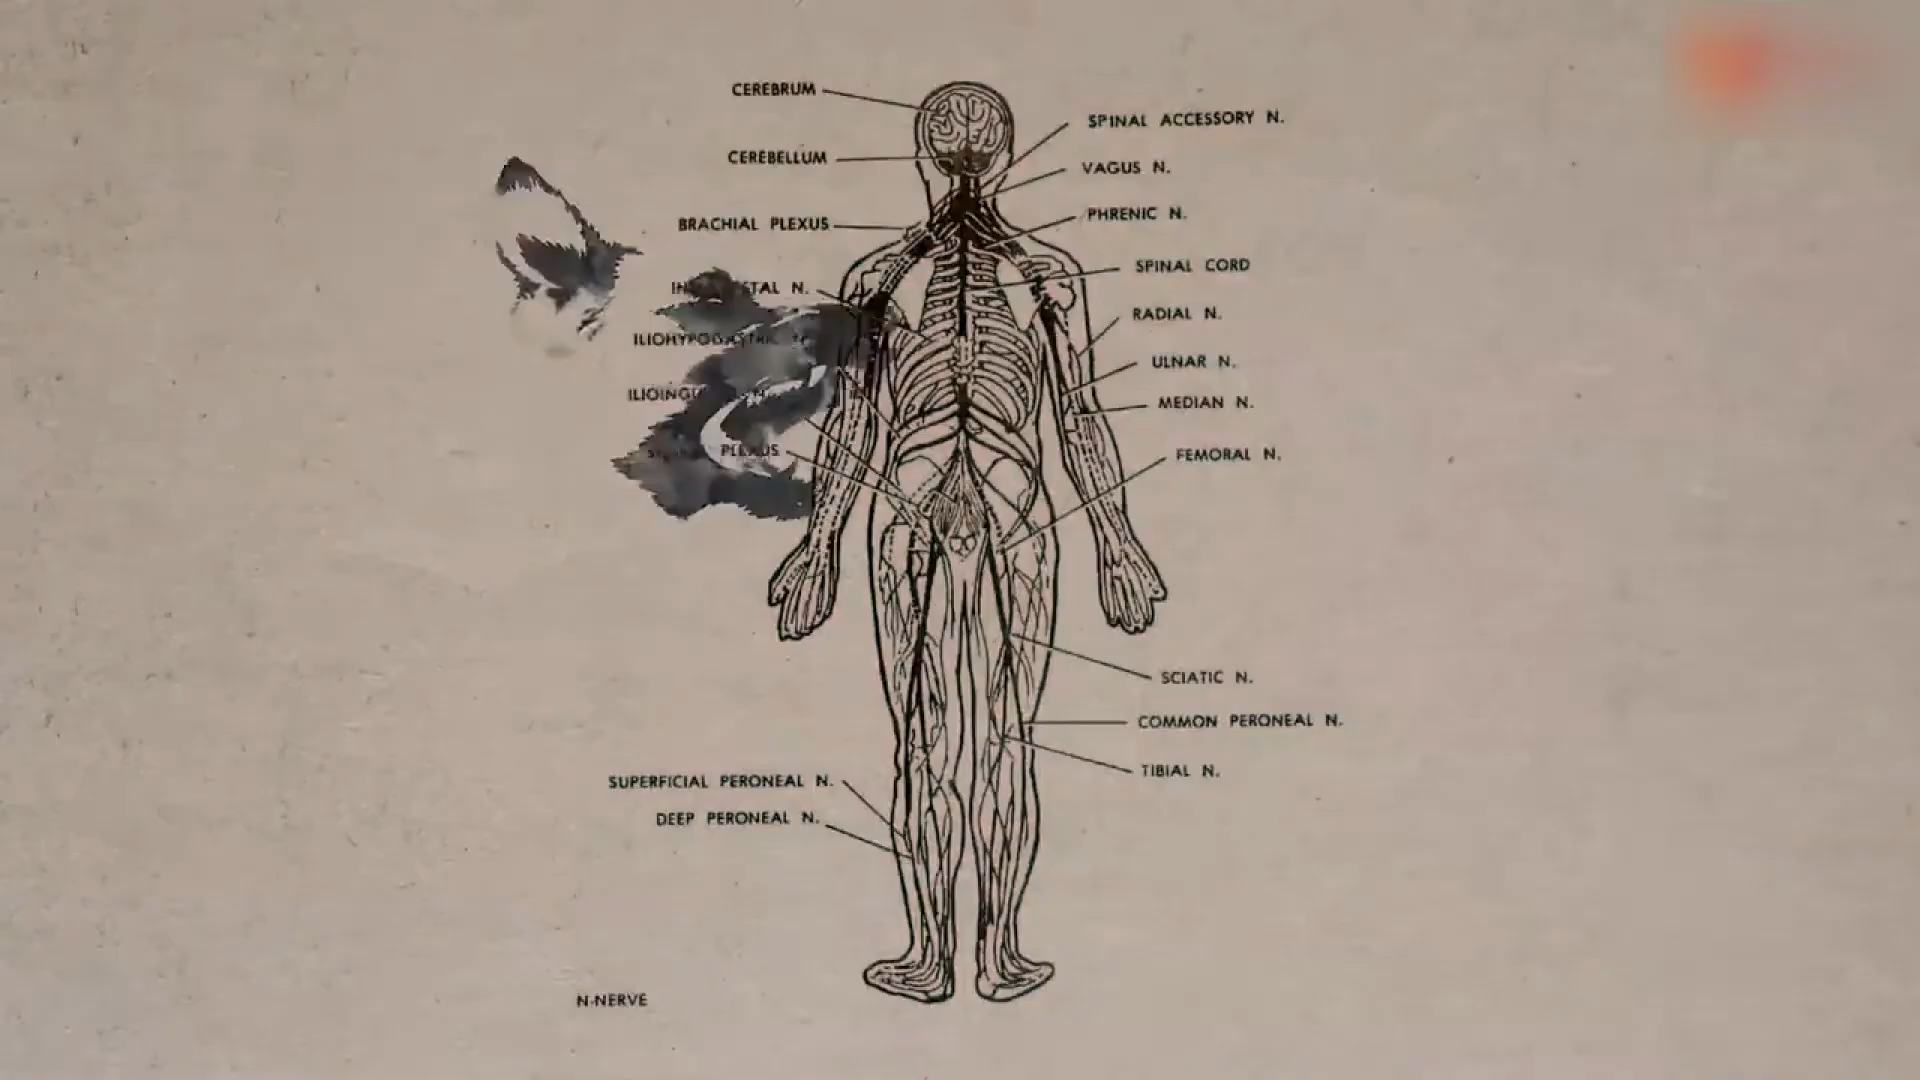 CEREBRUM
SPINAL ACCESSORY N.
CEREBELLUM
VAGUS N.
PHRENIC N.
BRACHIAL PLEXUS
SPINAL CORD
N.
RADIAL N.
ILIOHYPOGASTRIC N.
ULNAR N.
MEDIAN N.
PLEXUS
FEMORAL N.
SCIATIC N.
COMMON PERONEAL N.
TIBIAL N.
SUPERFICIAL PERONEAL N.
DEEP PERONEAL N.
N-NERVE